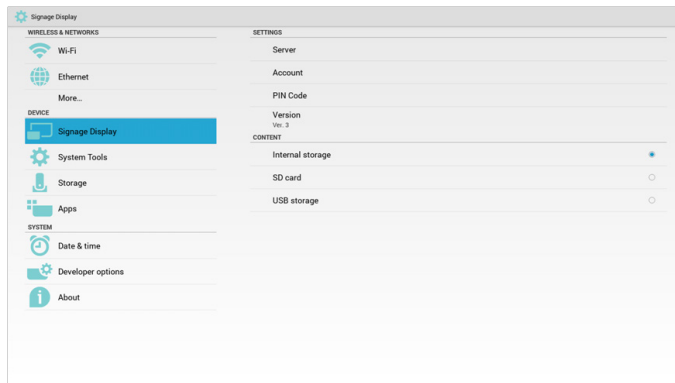 Signage Display
WIRELESS & NETWORKS
Wi-Fi
Ethernet
More...
DEVICE
Signage Display
System Tools
Storage
Apps
SYSTEM
Date & time
Developer options
About
SETTINGS
Server
Account
PIN Code
Version
Ver. 3
CONTENT
Internal storage
SD card
USB storage